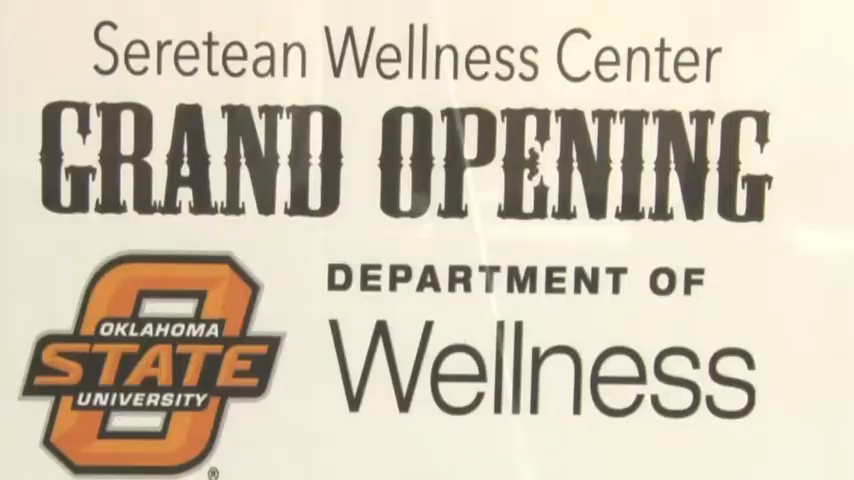 Seretean Wellness Center
GRAND OPENING
OKLAHOMA
STATE
UNIVERSITY
®
DEPARTMENT OF
Wellness